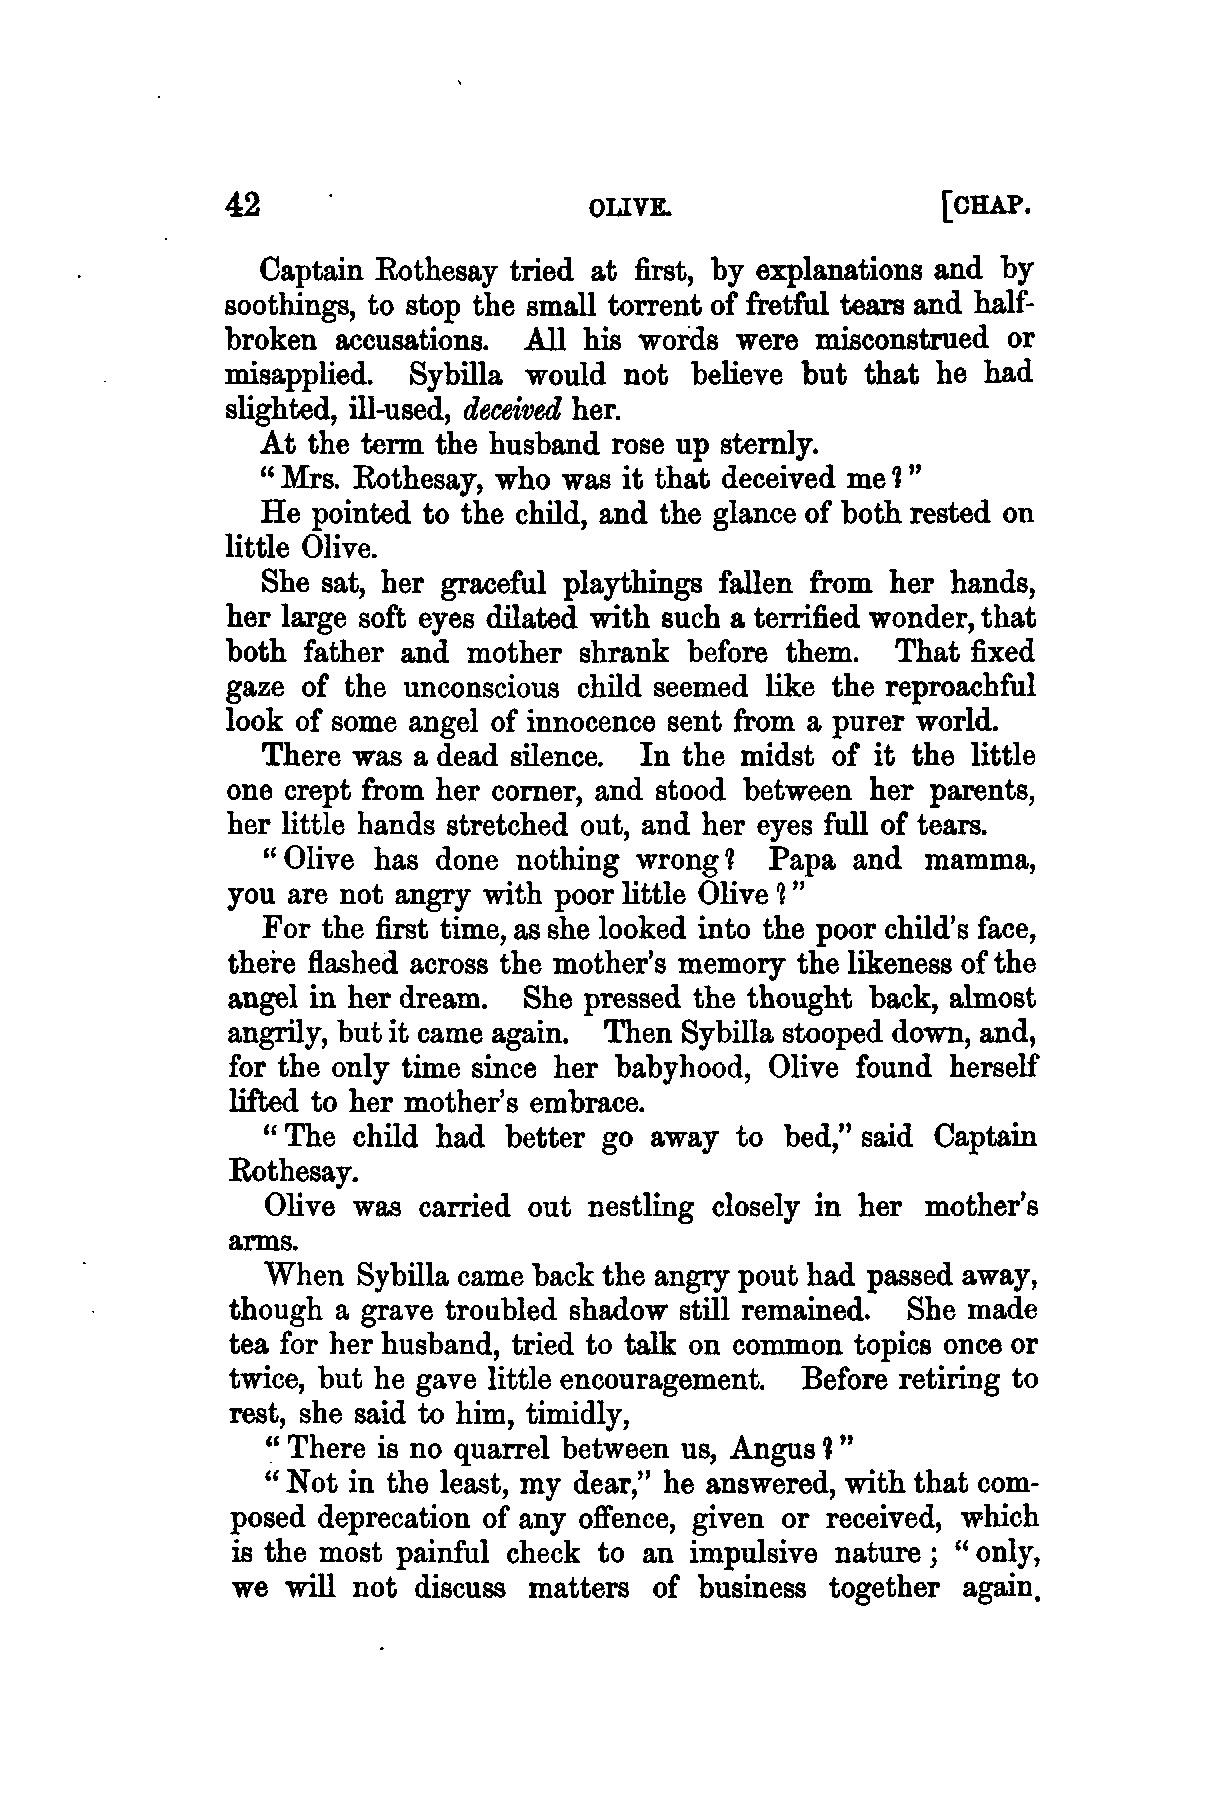 42 OLIVE. [CHAP.
Captain Rothesay tried at first, by explanations and by
soothings, to stop the small torrent of fretful tears and half-
broken accusations. All his words were misconstrued or
misapplied. Sybilla would not believe but that he had
slighted, ill-used, deceived her.
At the term the husband rose up sternly.
“Mrs. Rothesay, who was it that deceived me?”
He pointed to the child, and the glance of both rested on
little Olive.
She sat, her graceful playthings fallen from her hands,
her large soft eyes dilated with such a terrified wonder, that
both father and mother shrank before them. That fixed
gaze of the unconscious child seemed like the reproachful
look of some angel of innocence sent from a purer world.
There was a dead silence. In the midst of it the little
one crept from her corner, and stood between her parents,
her little hands stretched out, and her eyes full of tears.
“Olive has done nothing wrong? Papa and mamma,
you are not angry with poor little Olive?”
For the first time, as she looked into the poor child's face,
there flashed across the mother's memory the likeness of the
angel in her dream. She pressed the thought back, almost
angrily, but it came again. Then Sybilla stooped down, and,
for the only time since her babyhood, Olive found herself
lifted to her mother's embrace.
“The child had better go away to bed,” said Captain
Rothesay.
Olive was carried out nestling closely in her mother's
arms.
When Sybilla came back the angry pout had passed away,
though a grave troubled shadow still remained. She made
tea for her husband, tried to talk on common topics once or
twice, but he gave little encouragement. Before retiring to
rest, she said to him, timidly,
“There is no quarrel between us, Angus?”
“Not in the least, my dear,” he answered, with that com-
posed deprecation of any offence, given or received, which
is the most painful check to an impulsive nature; “only,
we will not discuss matters of business together again.